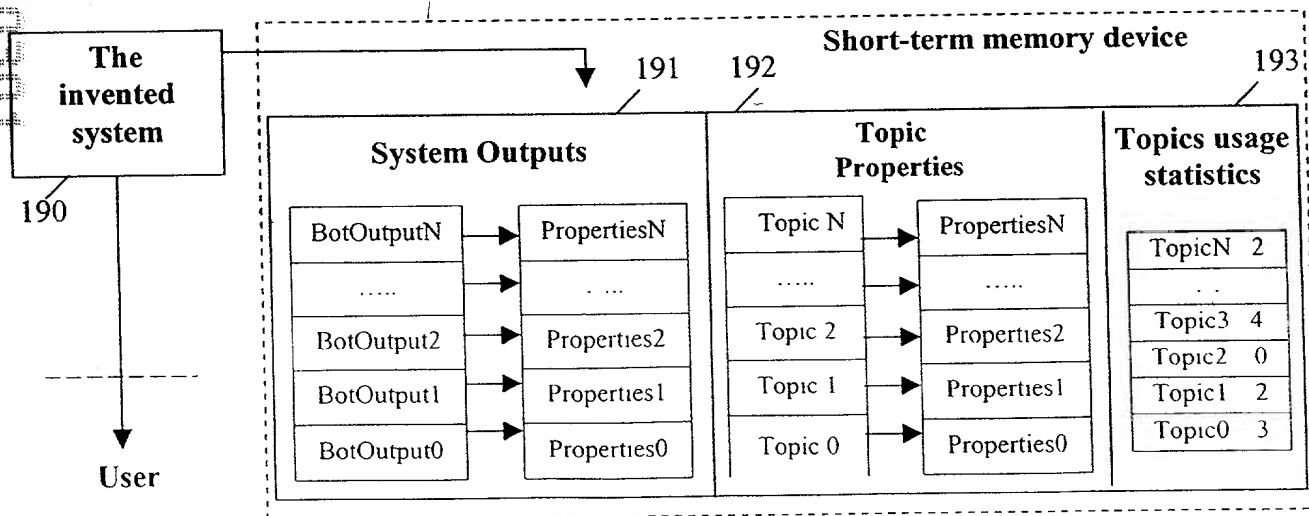 Short-term memory device
The
invented
system
190
191
192
193
System Outputs
BotOutputN
PropertiesN
.....
. ...
BotOutput2
Properties2
BotOutput1
Properties1
BotOutput0
Properties0
Topic
Properties
Topic N
PropertiesN
.....
.....
Topic 2
Properties2
Topic 1
Properties1
Topic 0
Properties0
Topics usage
statistics
TopicN 2
. .
Topic3 4
Topic2 0
Topic1 2
Topic0 3
User